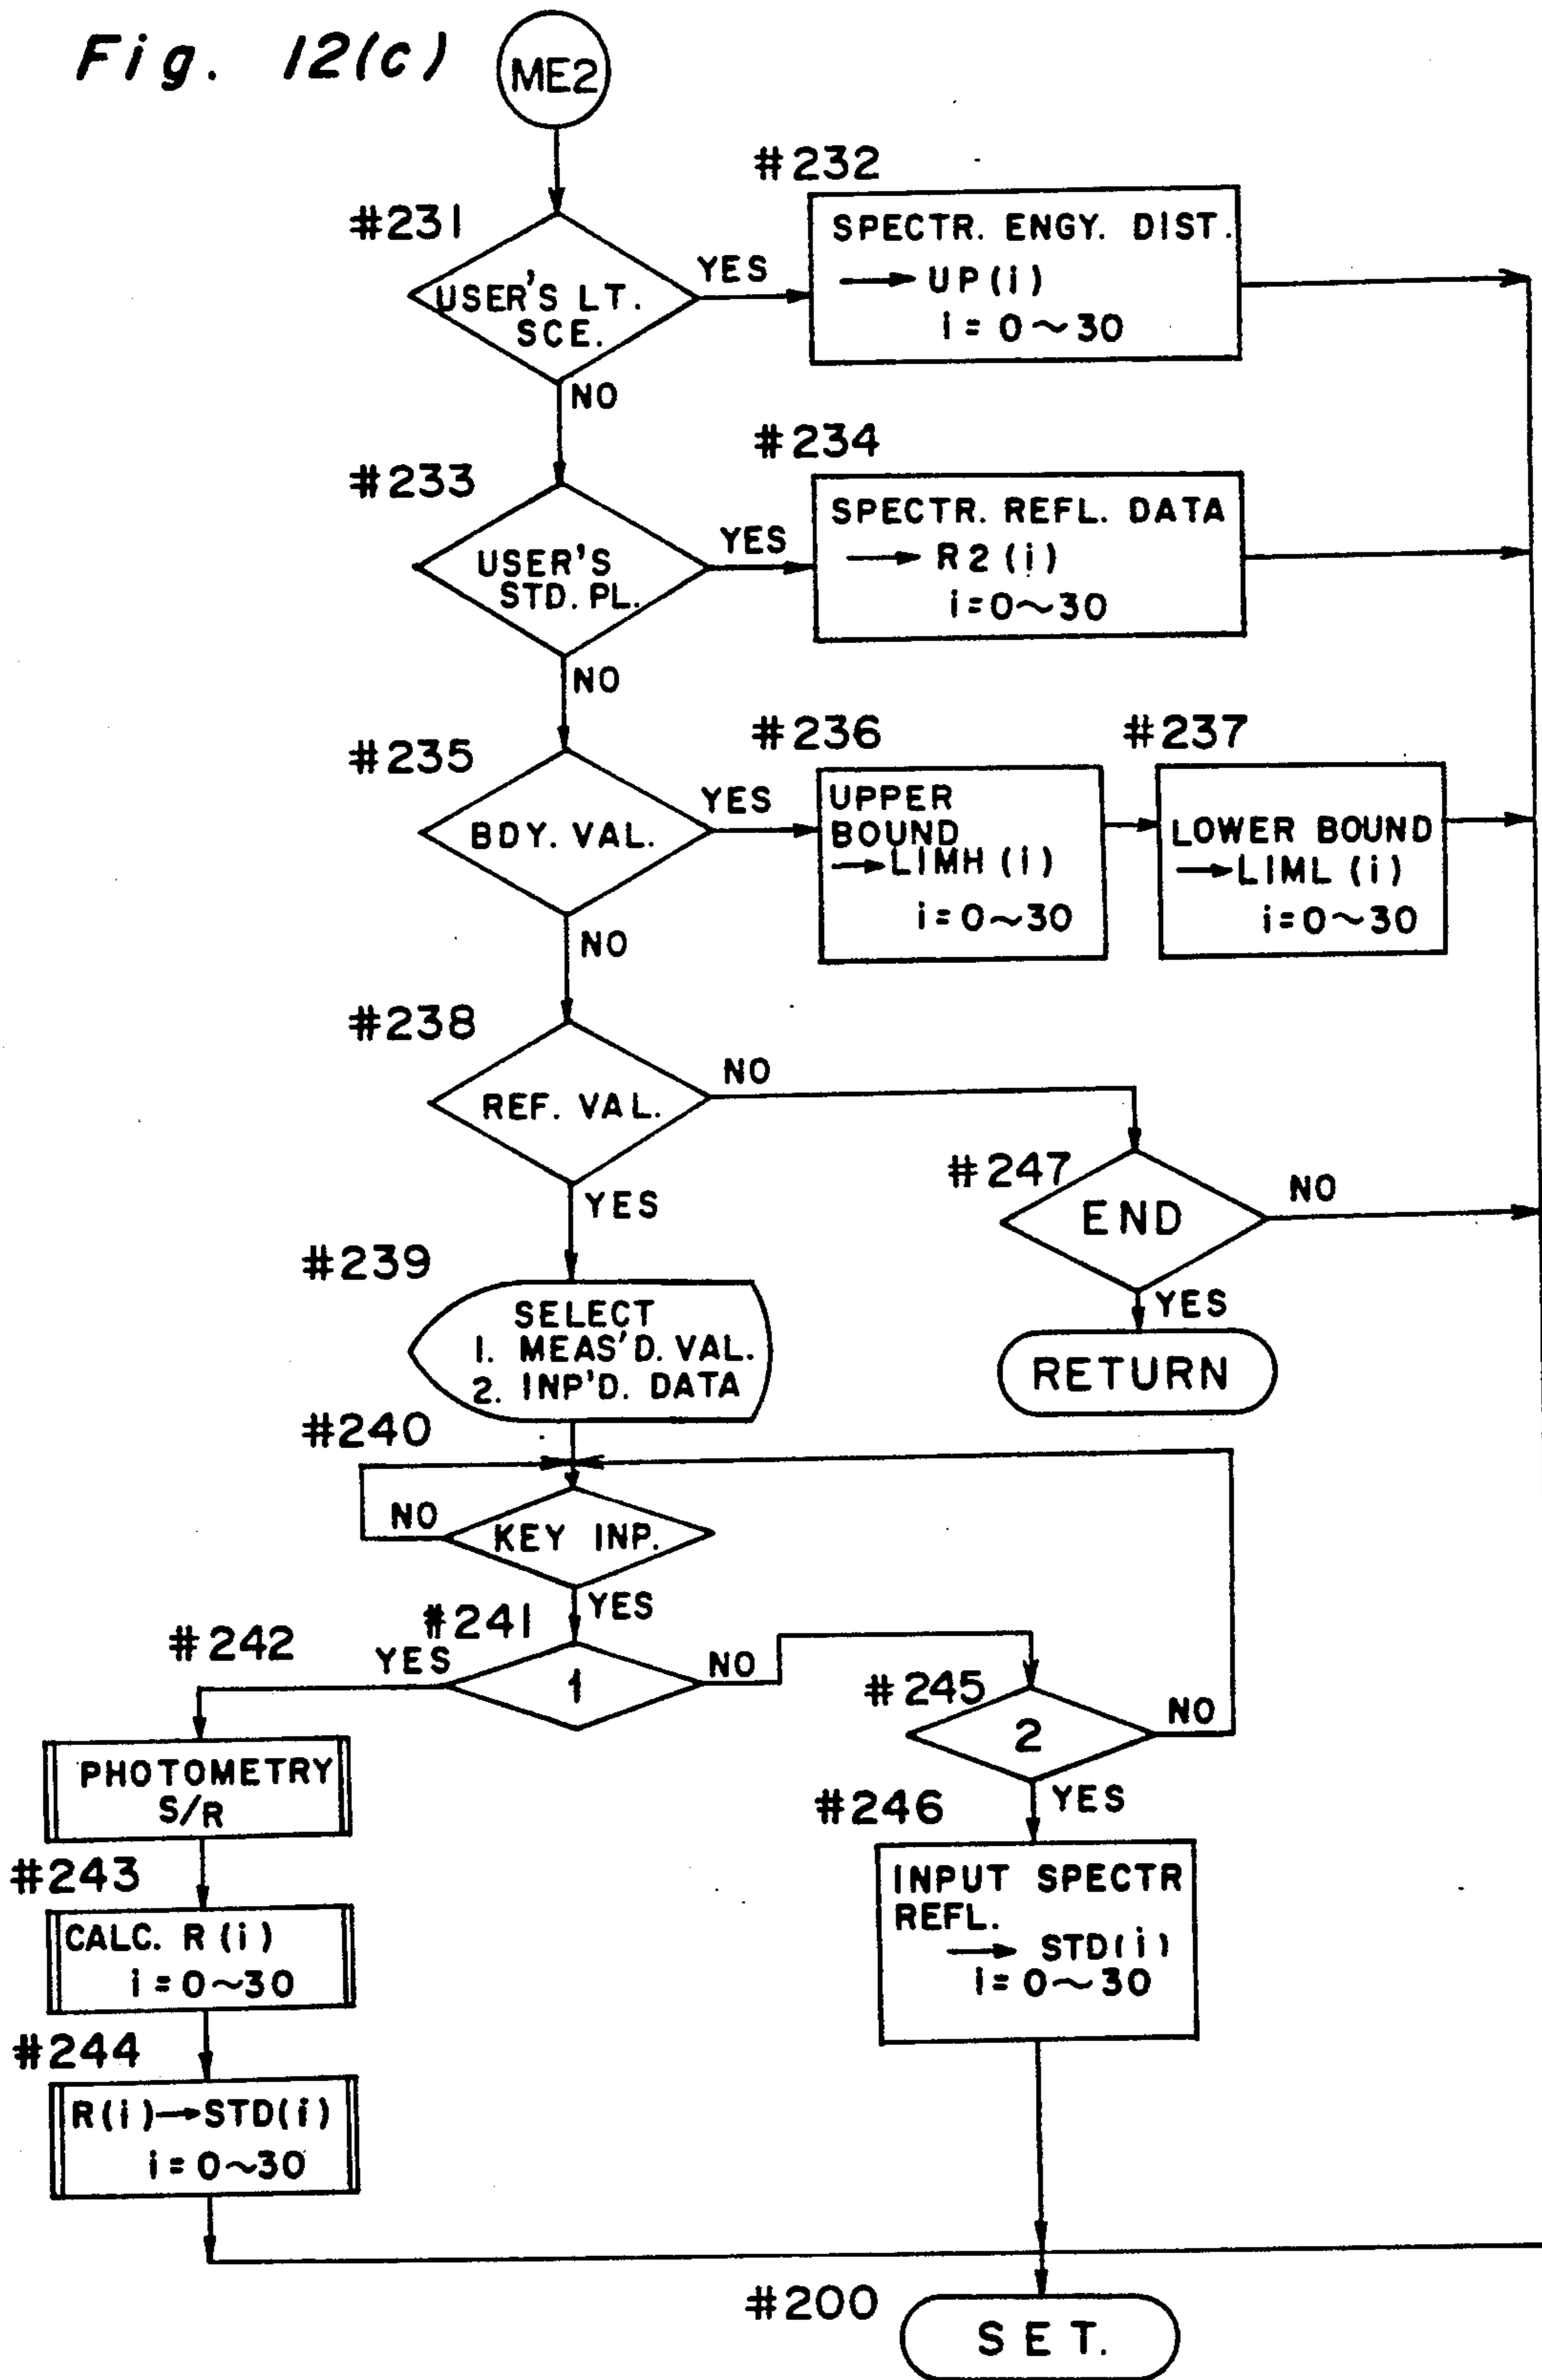 Fig. 12(c)
ME2
#231
USER'S LT.
SCE.
YES
NO
#232
SPECTR. ENGY. DIST.
→ UP(i)
i = 0~30
#233
USER'S
STD. PL.
YES
NO
#234
SPECTR. REFL. DATA
→ R2(i)
i=0~30
#235
BDY. VAL.
YES
NO
#236
UPPER
BOUND
→LIMH(i)
i=0~30
#237
LOWER BOUND
→LIML(i)
i=0~30
#238
REF. VAL.
NO
YES
#247
END
NO
YES
RETURN
#239
SELECT
1. MEAS'D. VAL.
2. INP'D. DATA
#240
NO
KEY INP.
YES
#241
YES
1
NO
#242
PHOTOMETRY
S/R
#243
CALC. R(i)
i=0~30
#244
R(i)→STD(i)
i=0~30
#245
2
NO
YES
#246
INPUT SPECTR
REFL.
→ STD(i)
i=0~30
#200
SET.